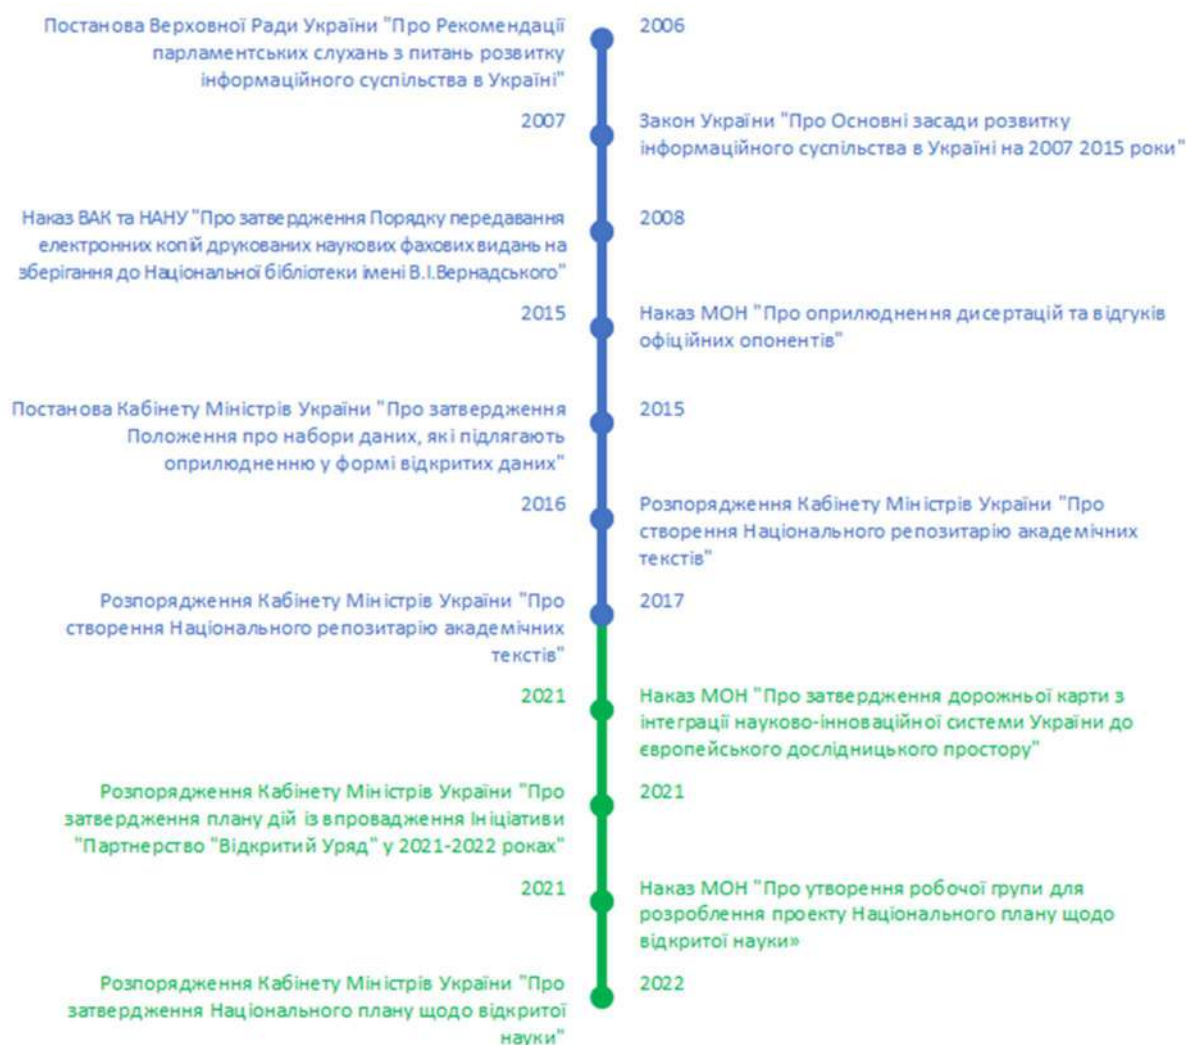 Постанова Верховної Ради України "Про Рекомендації
парламентських слухань з питань розвитку
інформаційного суспільства в Україні"
2006
2007
Закон України "Про Основні засади розвитку
інформаційного суспільства в Україні на 2007 2015 роки"
Наказ ВАК та НАНУ "Про затвердження Порядку передавання
електронних копій друкованих наукових фахових видань на
зберігання до Національної бібліотеки імені В.І.Вернадського"
2008
2015
Наказ МОН "Про оприлюднення дисертацій та відгуків
офіційних опонентів"
Постанова Кабінету Міністрів України "Про затвердження
Положення про набори даних, які підлягають
оприлюдненню у формі відкритих даних"
2015
2016
Розпорядження Кабінету Міністрів України "Про
створення Національного репозитарію академічних
текстів"
Розпорядження Кабінету Міністрів України "Про
створення Національного репозитарію академічних
текстів"
2017
2021
Наказ МОН "Про затвердження дорожньої карти з
інтеграції науково-інноваційної системи України до
європейського дослідницького простору"
Розпорядження Кабінету Міністрів України "Про
затвердження плану дій із впровадження Ініціативи
"Партнерство "Відкритий Уряд" у 2021-2022 роках"
2021
2021
Наказ МОН "Про утворення робочої групи для
розроблення проекту Національного плану щодо
відкритої науки»
Розпорядження Кабінету Міністрів України "Про
затвердження Національного плану щодо відкритої
науки"
2022